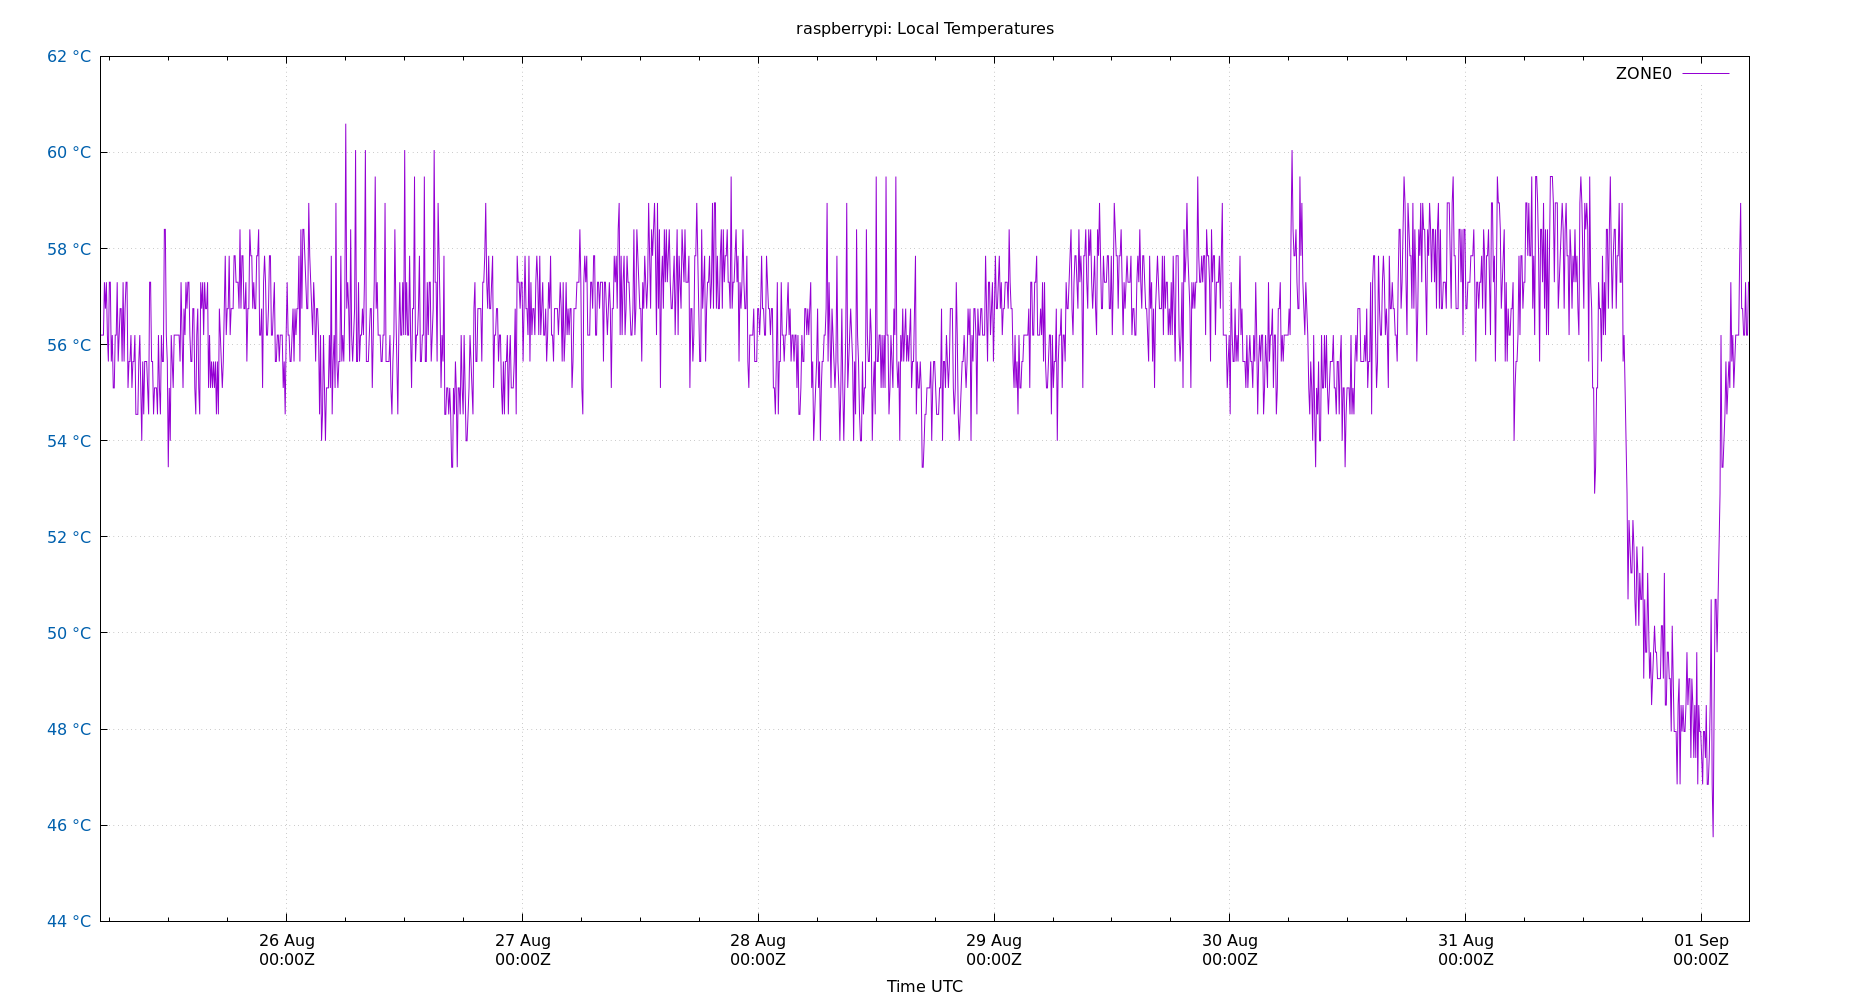 raspberrypi: Local Temperatures
62 °C
ZONE0
60 °C
58 °C
56 °C
54 °C
52 °C
50 °C
48 °C
46 °C
44 °C
26 Aug 27 Aug 28 Aug 29 Aug 30 Aug 31 Aug 01 Sep
00:00Z 00:00Z 00:00Z 00:00Z 00:00Z 00:00Z 00:00Z
Time UTC